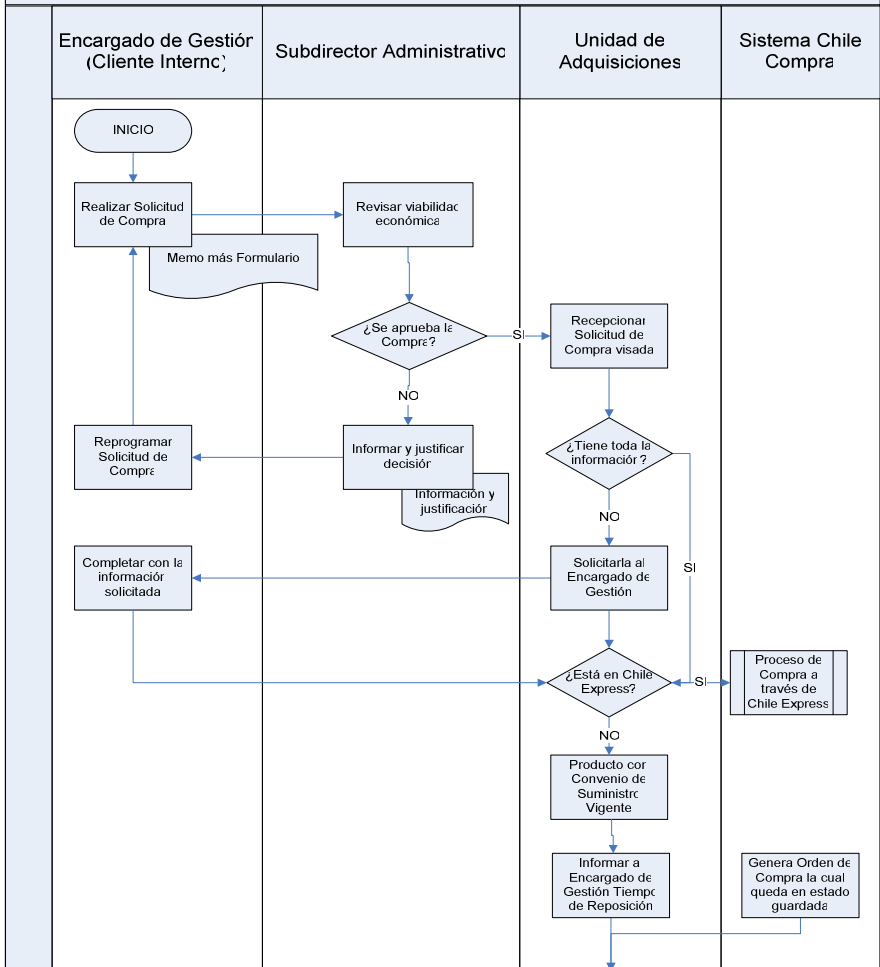 Encargado de Gestión
(Cliente Interno)
Subdirector Administrativo
Unidad de
Adquisiciones
Sistema Chile
Compra
INICIO
Realizar Solicitud
de Compra
Revisar viabilidad
económica
Memo más Formulario
¿Se aprueba la
Compra?
SI
Recepcionar
Solicitud de
Compra visada
NO
Reprogramar
Solicitud de
Compra
Informar y justificar
decisión
¿Tiene toda la
información?
Información y
justificación
NO
Completar con la
información
solicitada
Solicitarla al
Encargado de
Gestión
SI
¿Está en Chile
Express?
SI
Proceso de
Compra a
través de
Chile Express
NO
Producto con
Convenio de
Suministro
Vigente
Informar a
Encargado de
Gestión Tiempo
de Reposición
Genera Orden de
Compra la cual
queda en estado
guardada